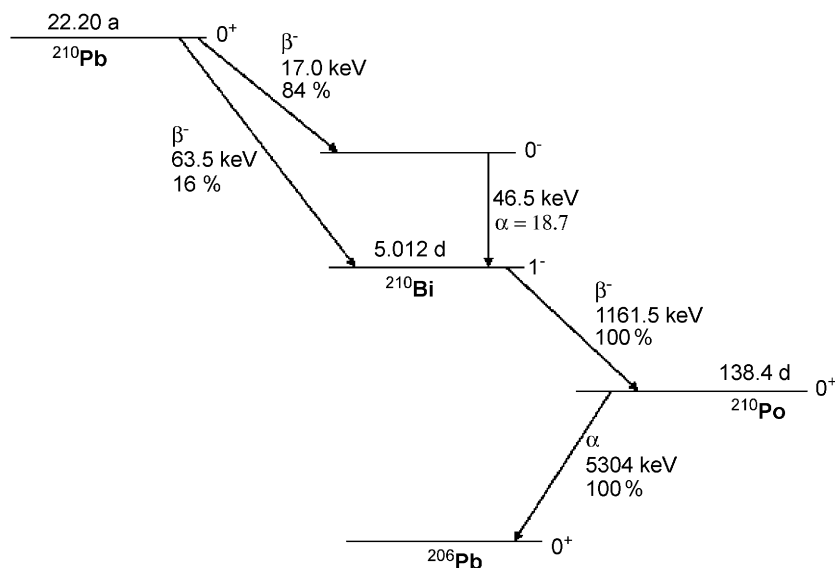 22.20 a
0⁺
²¹⁰Pb
β⁻
17.0 keV
84 %
β⁻
63.5 keV
16 %
0⁻
46.5 keV
α = 18.7
5.012 d
1⁻
²¹⁰Bi
β⁻
1161.5 keV
100 %
138.4 d
0⁺
²¹⁰Po
α
5304 keV
100 %
0⁺
²⁰⁶Pb